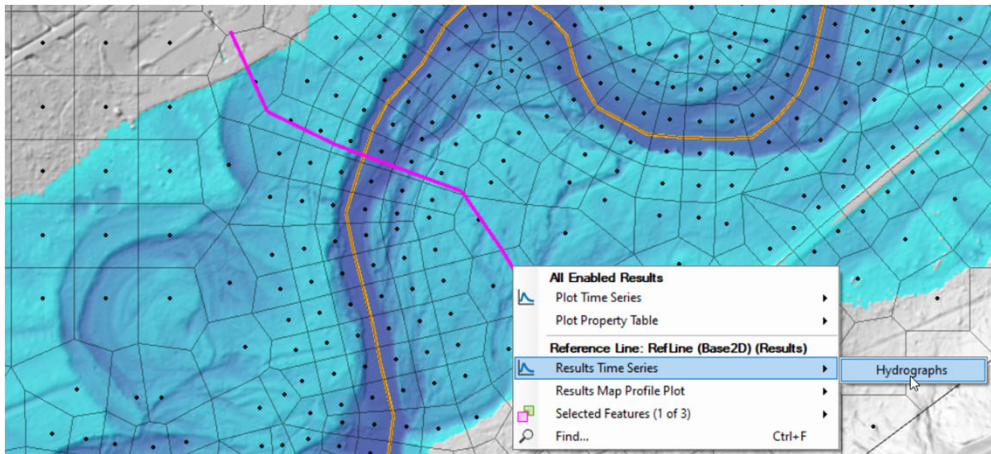 All Enabled Results
Plot Time Series
Plot Property Table
Reference Line: RefLine (Base2D) (Results)
Results Time Series
Hydrographs
Results Map Profile Plot
Selected Features (1 of 3)
Find... Ctrl+F